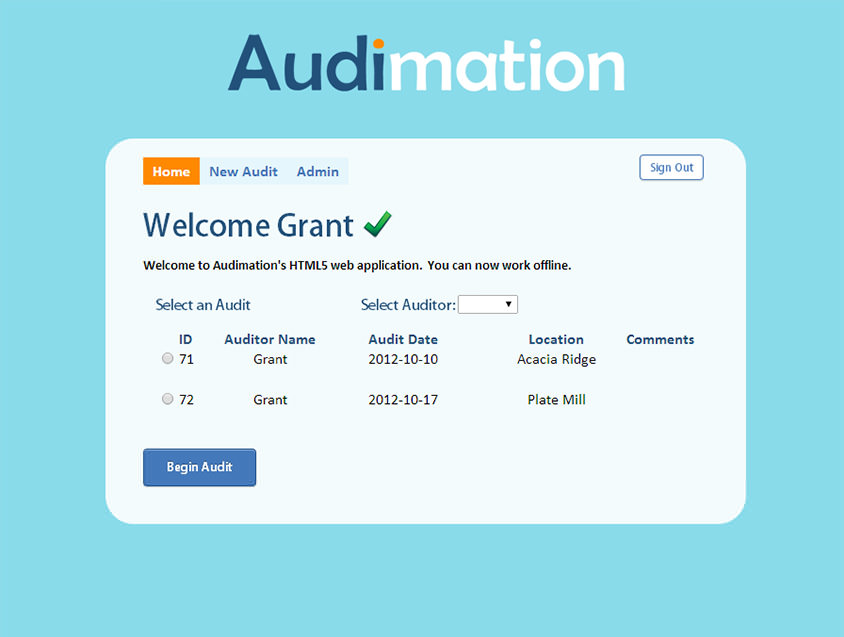 Audimation
Home New Audit Admin Sign Out
Welcome Grant
Welcome to Audimation's HTML5 web application. You can now work offline.
Select an Audit Select Auditor:
ID Auditor Name Audit Date Location Comments
71 Grant 2012-10-10 Acacia Ridge
72 Grant 2012-10-17 Plate Mill
Begin Audit